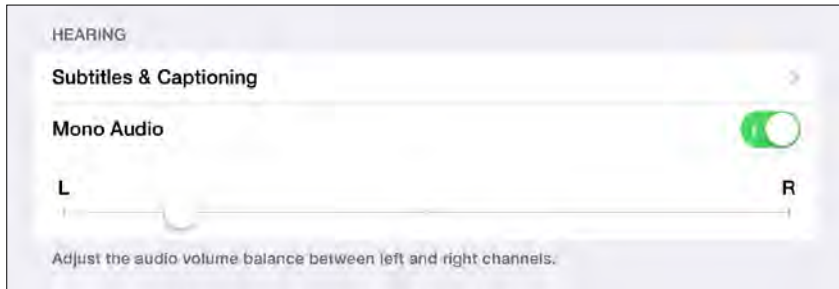 HEARING
Subtitles & Captioning
Mono Audio
L R
Adjust the audio volume balance between left and right channels.